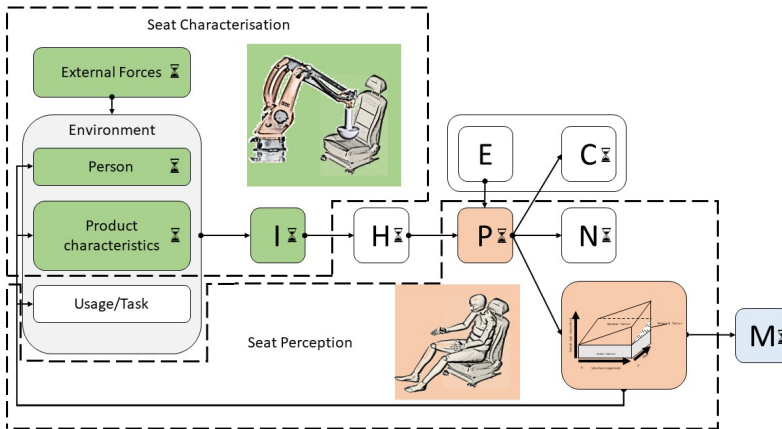 Seat Characterisation
External Forces
Environment
Person
Product
characteristics
Usage/Task
I
H
E
C
P
N
M
Seat Perception